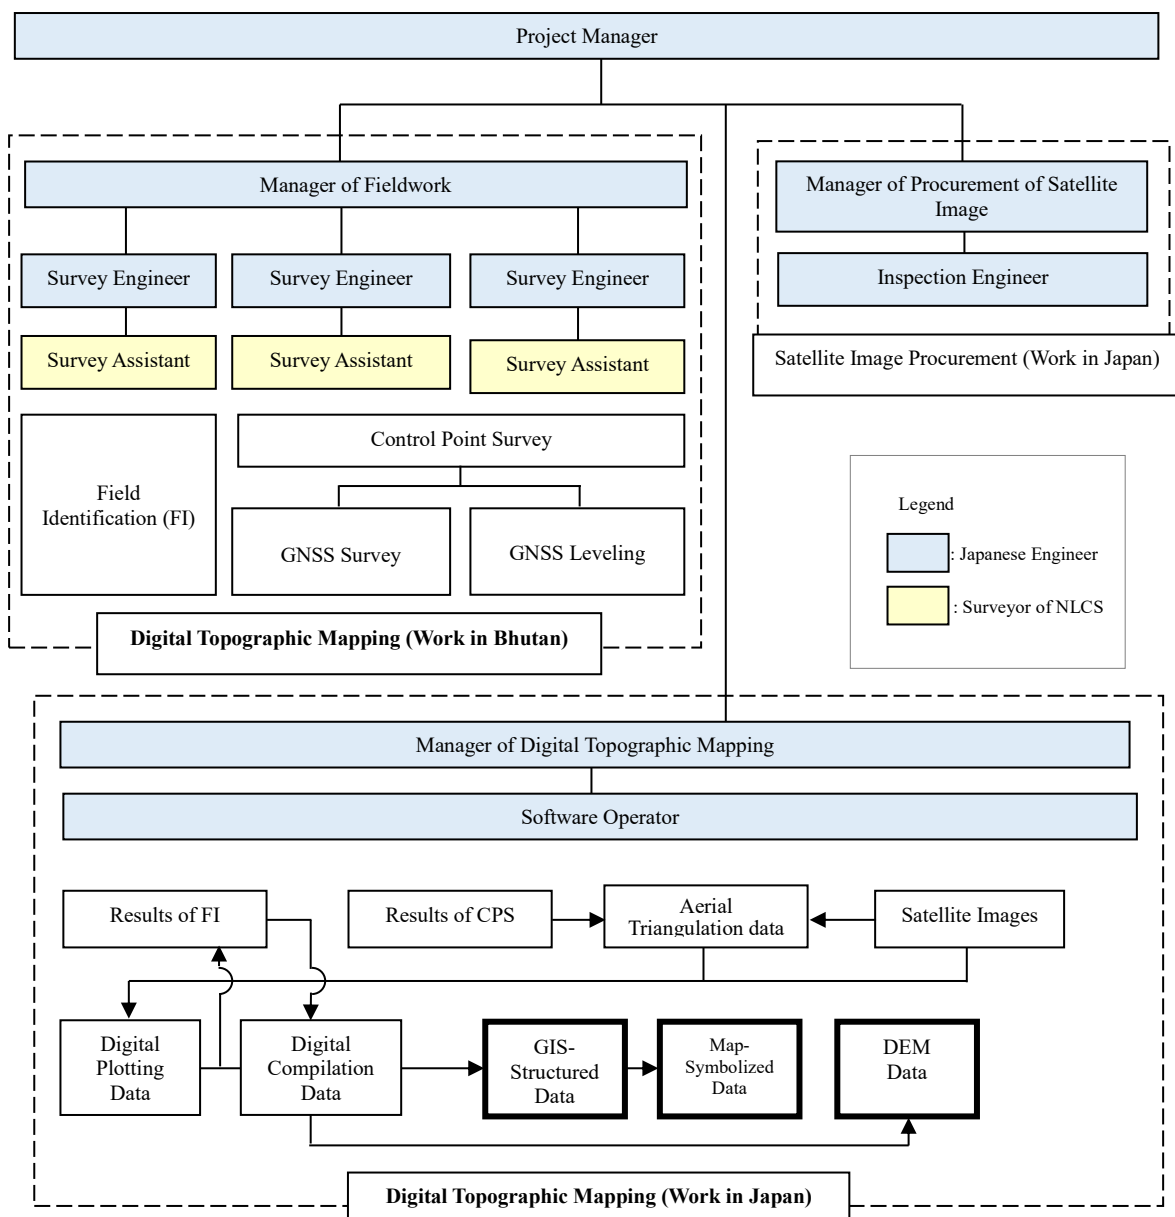 Project Manager
Manager of Fieldwork
Survey Engineer
Survey Engineer
Survey Engineer
Survey Assistant
Survey Assistant
Survey Assistant
Field
Identification (FI)
Control Point Survey
GNSS Survey
GNSS Leveling
Digital Topographic Mapping (Work in Bhutan)
Manager of Procurement of Satellite
Image
Inspection Engineer
Satellite Image Procurement (Work in Japan)
Legend
: Japanese Engineer
: Surveyor of NLCS
Manager of Digital Topographic Mapping
Software Operator
Results of FI
Results of CPS
Aerial
Triangulation data
Satellite Images
Digital
Plotting
Data
Digital
Compilation
Data
GIS-
Structured
Data
Map-
Symbolized
Data
DEM
Data
Digital Topographic Mapping (Work in Japan)